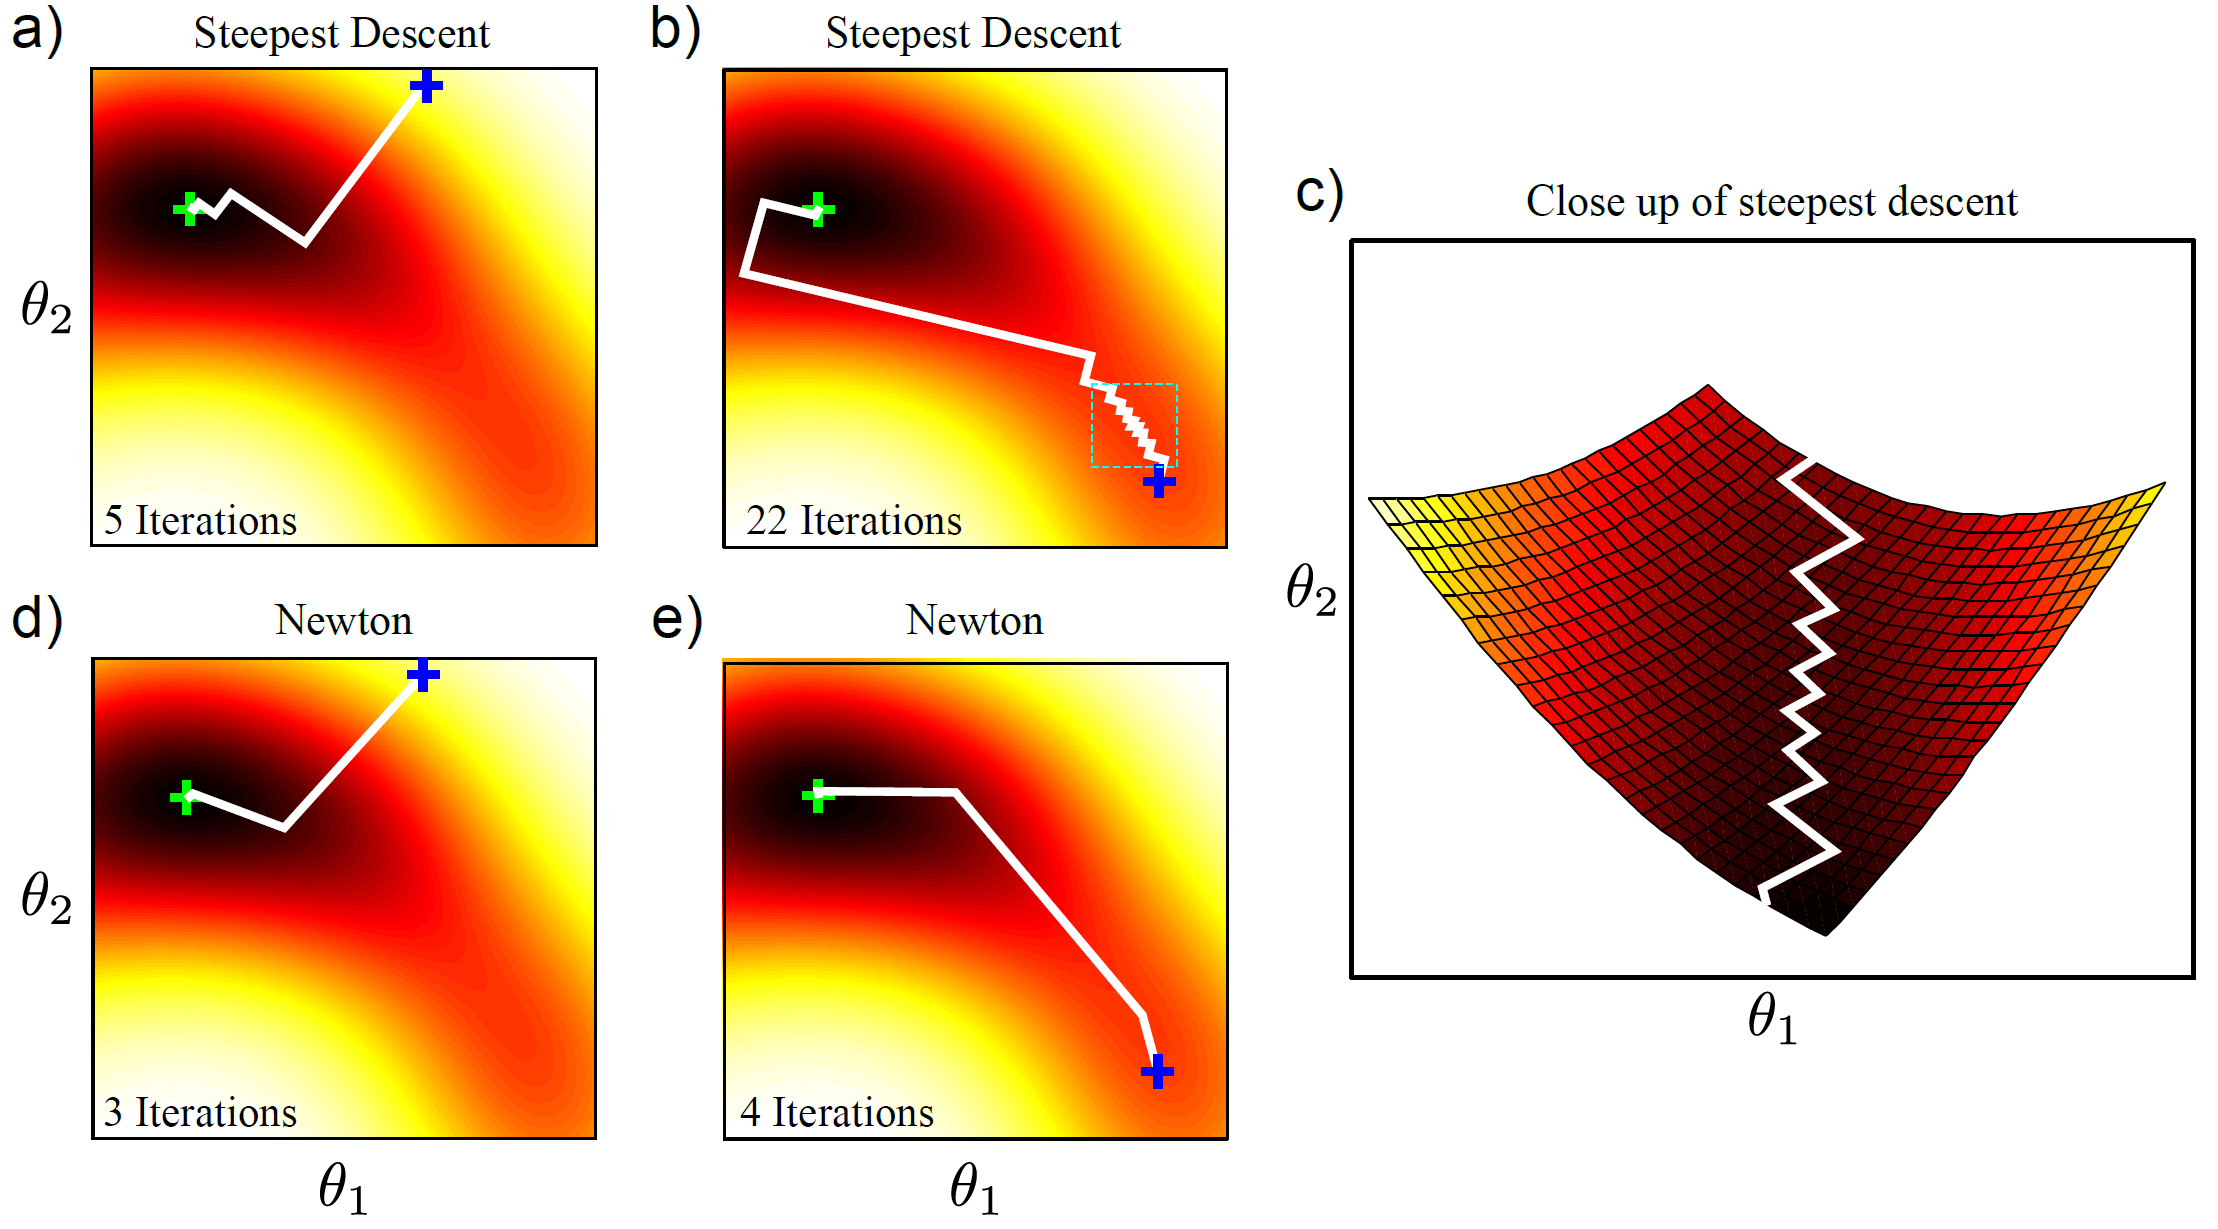 a)
Steepest Descent
θ2
5 Iterations
b)
Steepest Descent
22 Iterations
c)
Close up of steepest descent
θ2
θ1
d)
Newton
θ2
3 Iterations
θ1
e)
Newton
4 Iterations
θ1